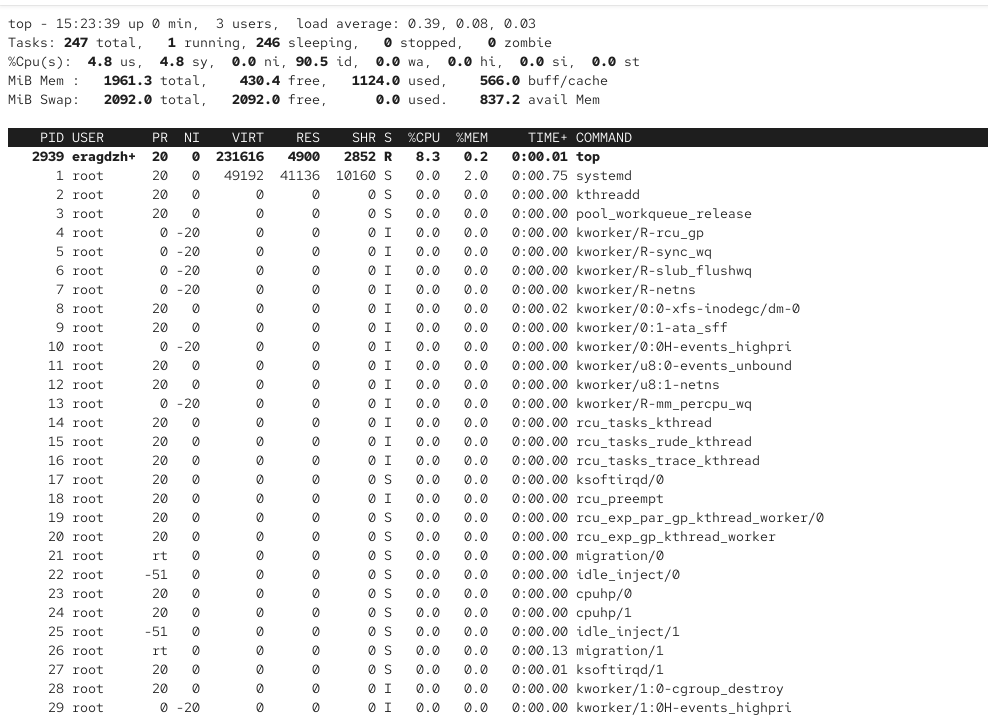 top - 15:23:39 up 0 min,  3 users,  load average: 0.39, 0.08, 0.03
Tasks: 247 total,   1 running, 246 sleeping,   0 stopped,   0 zombie
%Cpu(s):  4.8 us,  4.8 sy,  0.0 ni, 90.5 id,  0.0 wa,  0.0 hi,  0.0 si,  0.0 st
MiB Mem :   1961.3 total,    430.4 free,   1124.0 used,    566.0 buff/cache
MiB Swap:   2092.0 total,   2092.0 free,      0.0 used.    837.2 avail Mem
PID USER      PR  NI    VIRT    RES    SHR S  %CPU  %MEM     TIME+ COMMAND
2939 eragdzh+  20   0  231616   4900   2852 R   8.3   0.2   0:00.01 top
1 root      20   0   49192  41136  10160 S   0.0   2.0   0:00.75 systemd
2 root      20   0       0      0      0 S   0.0   0.0   0:00.00 kthreadd
3 root      20   0       0      0      0 S   0.0   0.0   0:00.00 pool_workqueue_release
4 root       0 -20       0      0      0 I   0.0   0.0   0:00.00 kworker/R-rcu_gp
5 root       0 -20       0      0      0 I   0.0   0.0   0:00.00 kworker/R-sync_wq
6 root       0 -20       0      0      0 I   0.0   0.0   0:00.00 kworker/R-slub_flushwq
7 root       0 -20       0      0      0 I   0.0   0.0   0:00.00 kworker/R-netns
8 root      20   0       0      0      0 I   0.0   0.0   0:00.02 kworker/0:0-xfs-inodegc/dm-0
9 root      20   0       0      0      0 I   0.0   0.0   0:00.00 kworker/0:1-ata_sff
10 root       0 -20       0      0      0 I   0.0   0.0   0:00.00 kworker/0:0H-events_highpri
11 root      20   0       0      0      0 I   0.0   0.0   0:00.00 kworker/u8:0-events_unbound
12 root      20   0       0      0      0 I   0.0   0.0   0:00.00 kworker/u8:1-netns
13 root       0 -20       0      0      0 I   0.0   0.0   0:00.00 kworker/R-mm_percpu_wq
14 root      20   0       0      0      0 I   0.0   0.0   0:00.00 rcu_tasks_kthread
15 root      20   0       0      0      0 I   0.0   0.0   0:00.00 rcu_tasks_rude_kthread
16 root      20   0       0      0      0 I   0.0   0.0   0:00.00 rcu_tasks_trace_kthread
17 root      20   0       0      0      0 S   0.0   0.0   0:00.00 ksoftirqd/0
18 root      20   0       0      0      0 I   0.0   0.0   0:00.00 rcu_preempt
19 root      20   0       0      0      0 S   0.0   0.0   0:00.00 rcu_exp_par_gp_kthread_worker/0
20 root      20   0       0      0      0 S   0.0   0.0   0:00.00 rcu_exp_gp_kthread_worker
21 root      rt   0       0      0      0 S   0.0   0.0   0:00.00 migration/0
22 root     -51   0       0      0      0 S   0.0   0.0   0:00.00 idle_inject/0
23 root      20   0       0      0      0 S   0.0   0.0   0:00.00 cpuhp/0
24 root      20   0       0      0      0 S   0.0   0.0   0:00.00 cpuhp/1
25 root     -51   0       0      0      0 S   0.0   0.0   0:00.00 idle_inject/1
26 root      rt   0       0      0      0 S   0.0   0.0   0:00.13 migration/1
27 root      20   0       0      0      0 S   0.0   0.0   0:00.01 ksoftirqd/1
28 root      20   0       0      0      0 I   0.0   0.0   0:00.00 kworker/1:0-cgroup_destroy
29 root       0 -20       0      0      0 I   0.0   0.0   0:00.00 kworker/1:0H-events_highpri